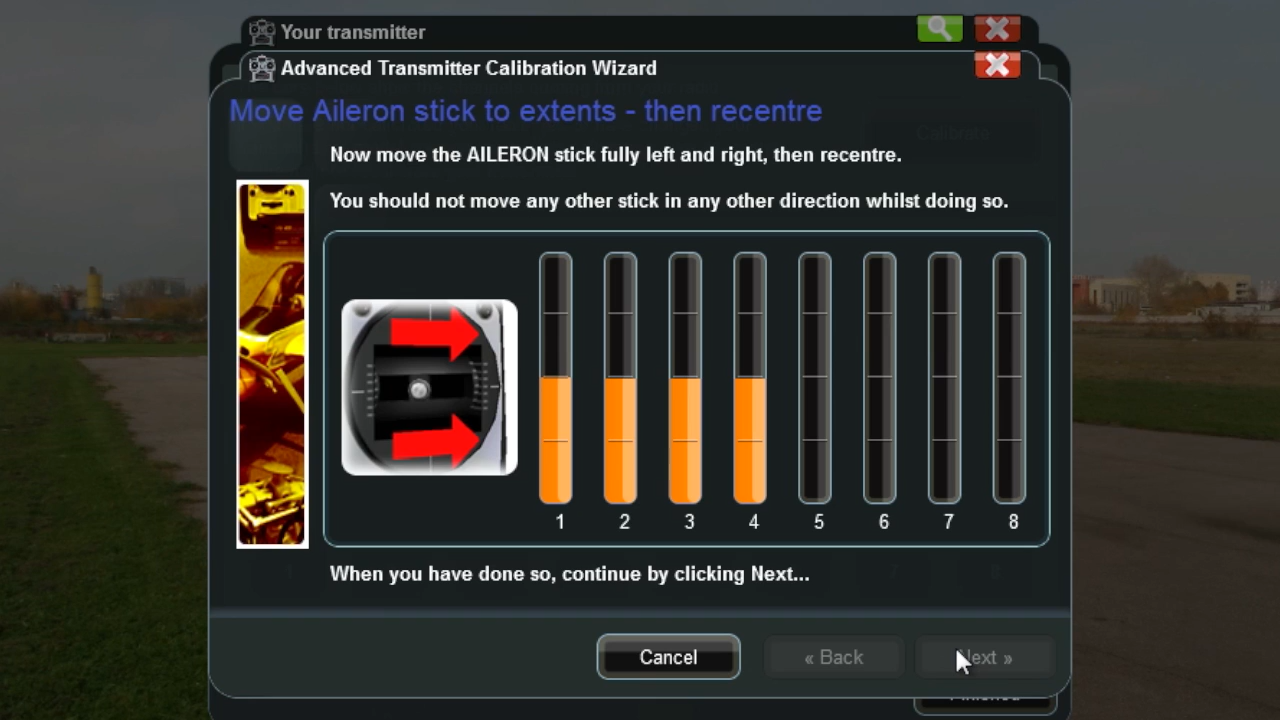 Your transmitter
Advanced Transmitter Calibration Wizard
Move Aileron stick to extents - then recentre
Calibrate
Now move the AILERON stick fully left and right, then recentre.
You should not move any other stick in any other direction whilst doing so.
1 2 3 4 5 6 7 8
When you have done so, continue by clicking Next...
Cancel
« Back
Next »
Finished